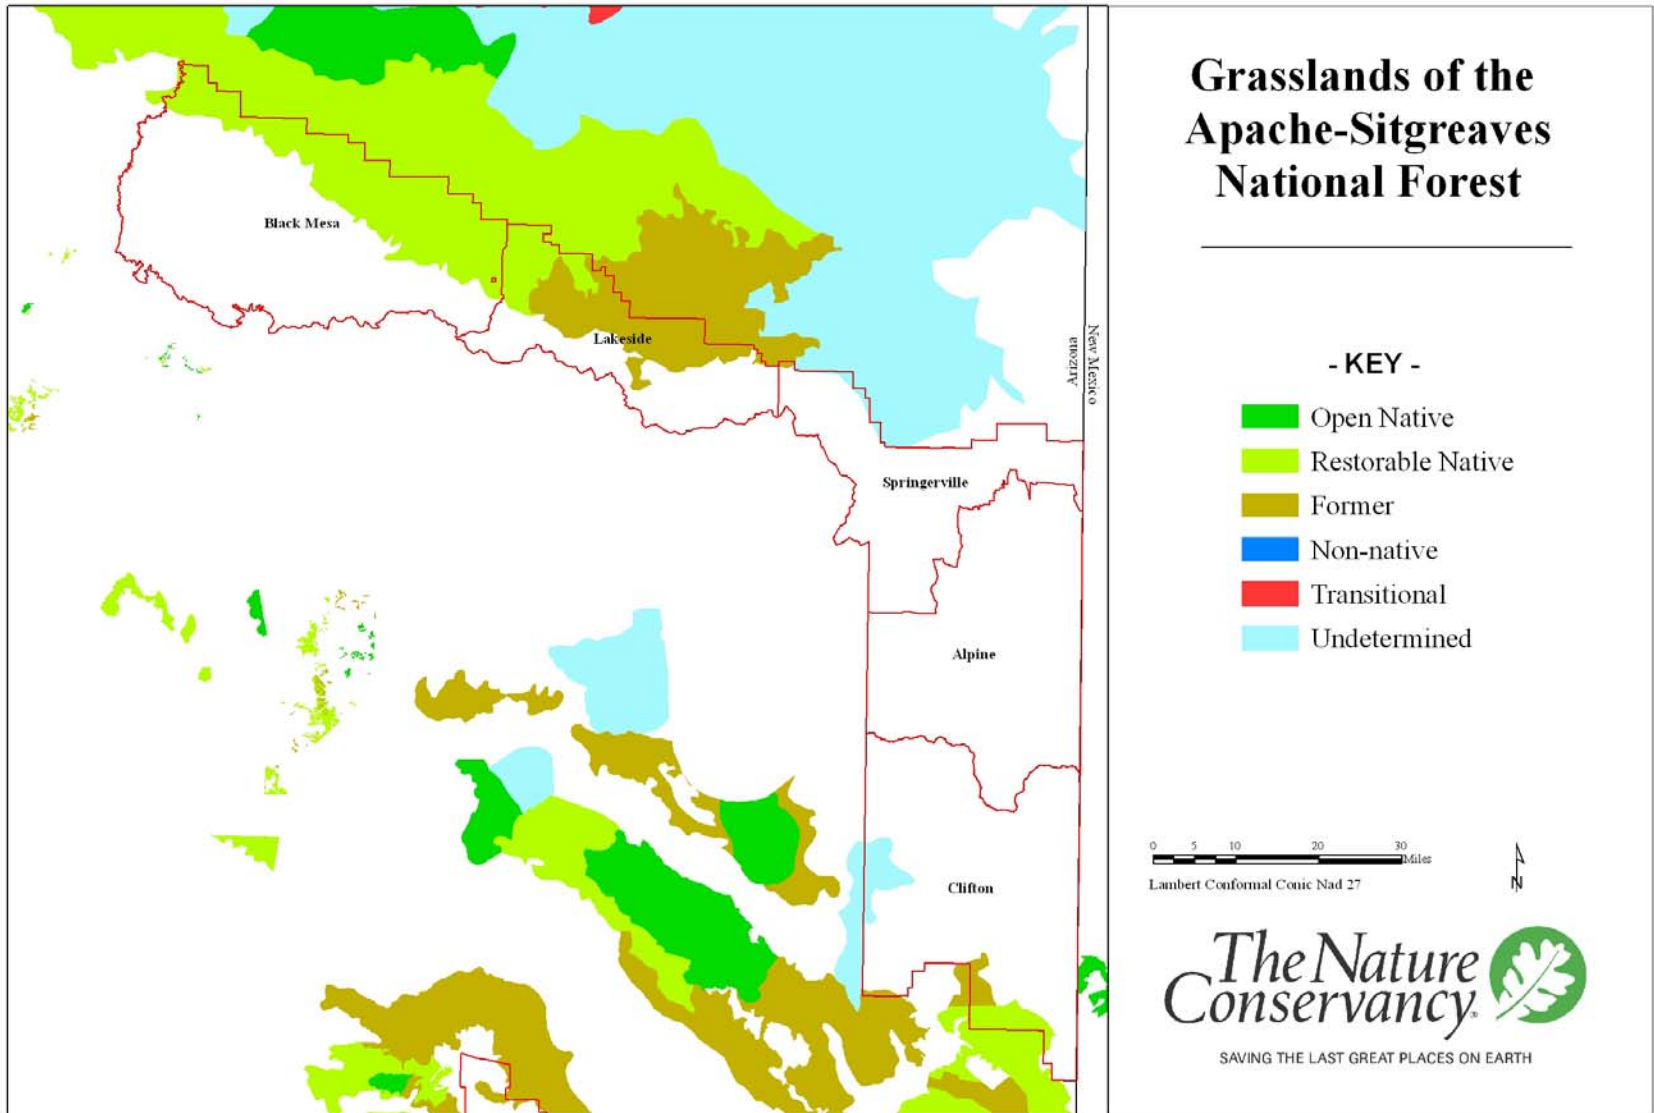 Grasslands of the
Apache-Sitgreaves
National Forest
Black Mesa
Lakeside
Arizona
New Mexico
Springerville
Alpine
Clifton
- KEY -
Open Native
Restorable Native
Former
Non-native
Transitional
Undetermined
0 5 10 20 30
Miles
Lambert Conformal Conic Nad 27
N
The Nature
Conservancy®
SAVING THE LAST GREAT PLACES ON EARTH